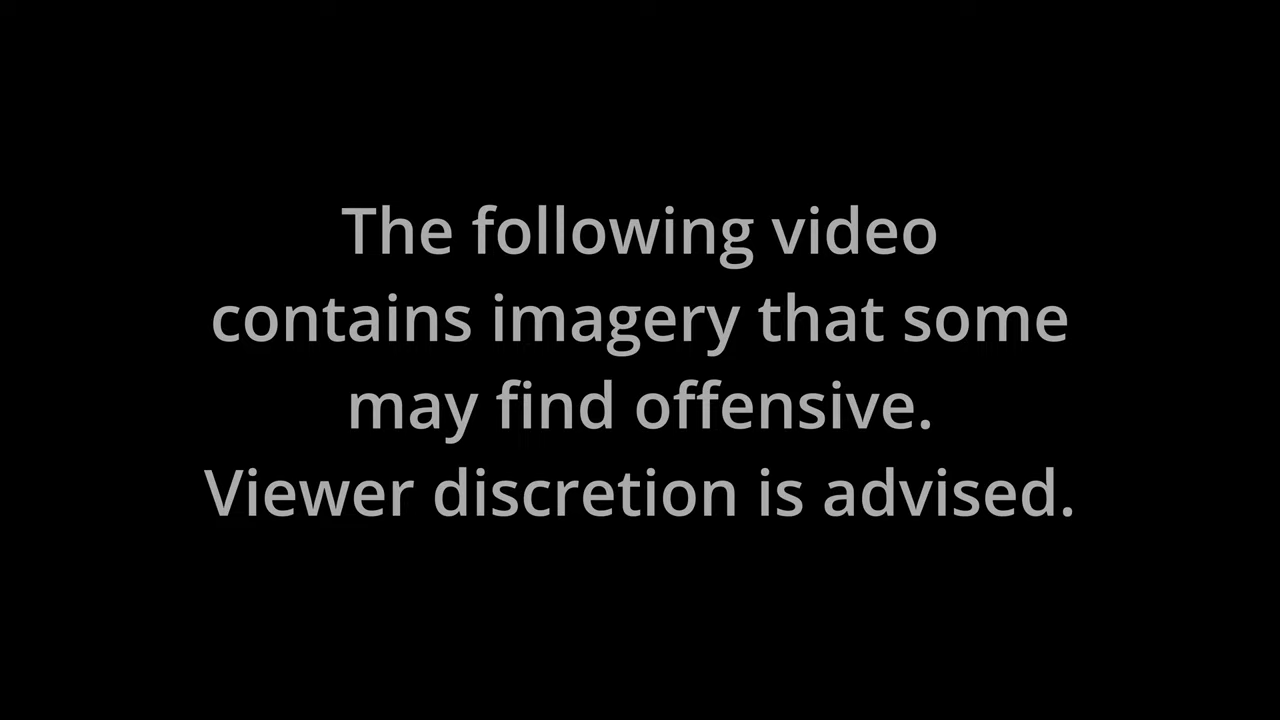 The following video
contains imagery that some
may find offensive.
Viewer discretion is advised.